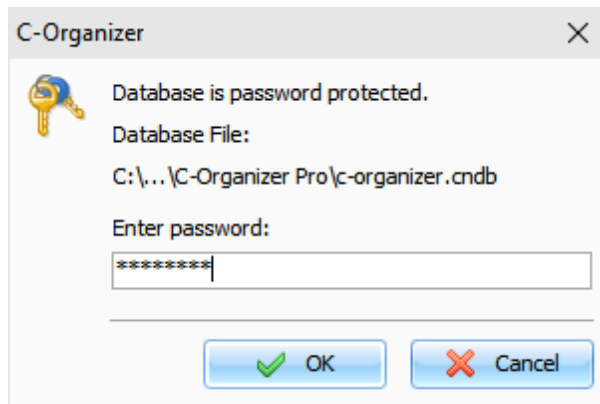 C-Organizer
Database is password protected.
Database File:
C:\...\C-Organizer Pro\c-organizer.cndb
Enter password:
********
OK
Cancel